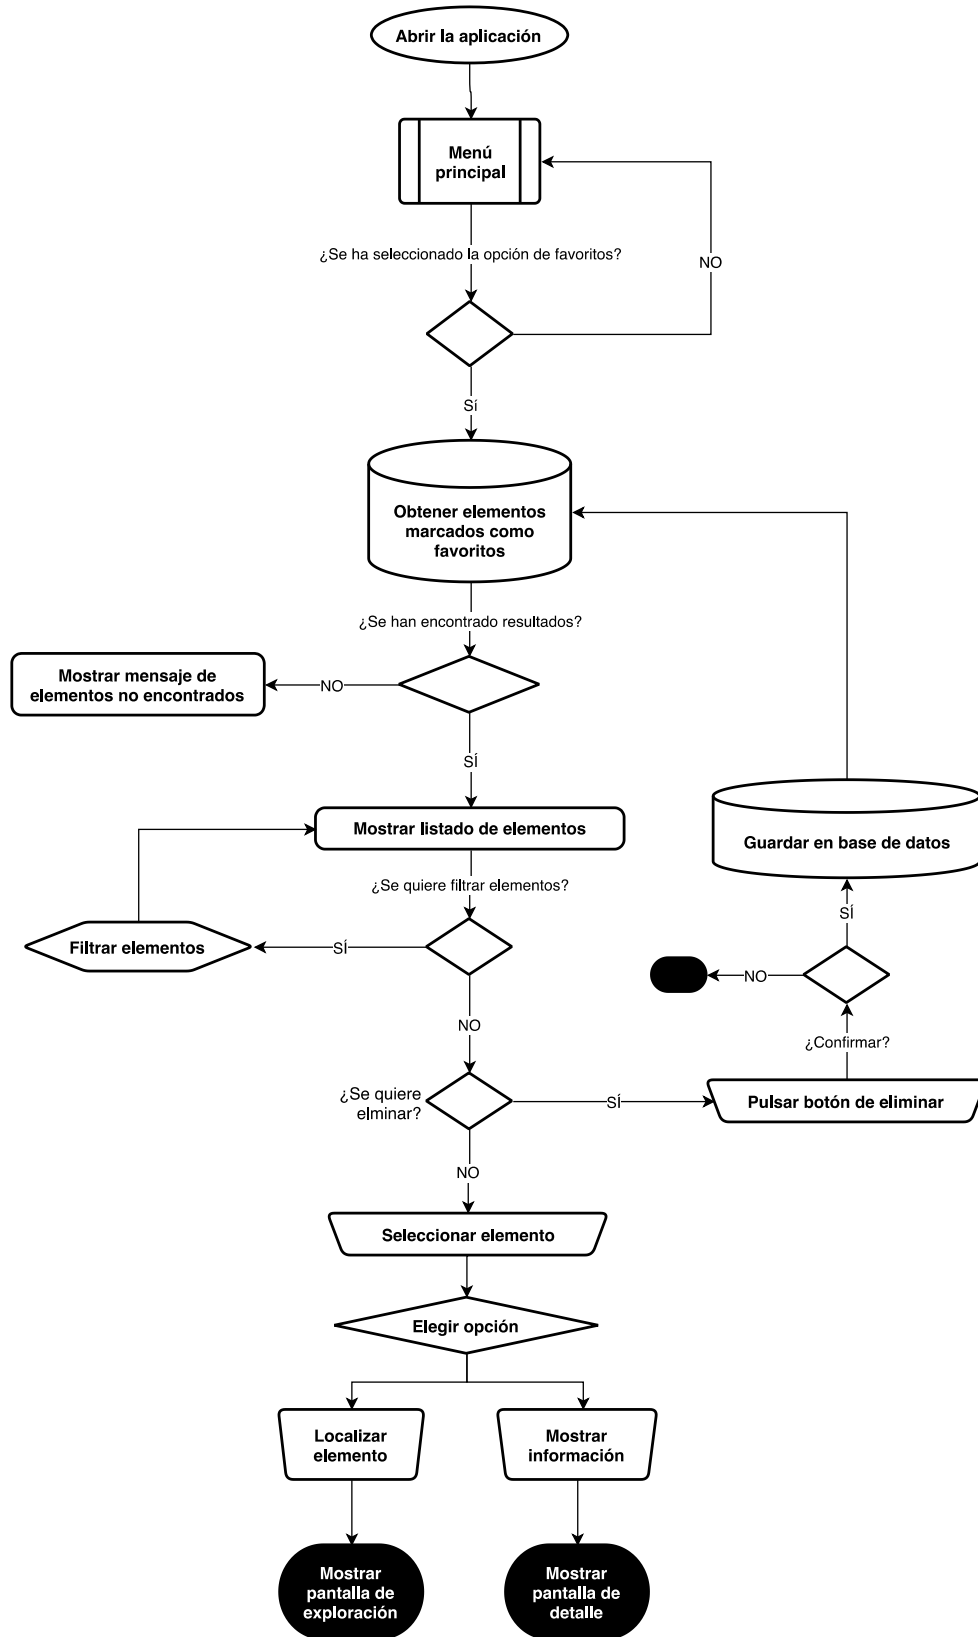 Abrir la aplicación
Menú
principal
¿Se ha seleccionado la opción de favoritos?
NO
Sí
Obtener elementos
marcados como
favoritos
¿Se han encontrado resultados?
Mostrar mensaje de
elementos no encontrados
NO
SÍ
Mostrar listado de elementos
Guardar en base de datos
¿Se quiere filtrar elementos?
SÍ
Filtrar elementos
SÍ
NO
NO
¿Confirmar?
¿Se quiere
elminar?
SÍ
Pulsar botón de eliminar
NO
Seleccionar elemento
Elegir opción
Localizar
elemento
Mostrar
información
Mostrar
pantalla de
exploración
Mostrar
pantalla de
detalle